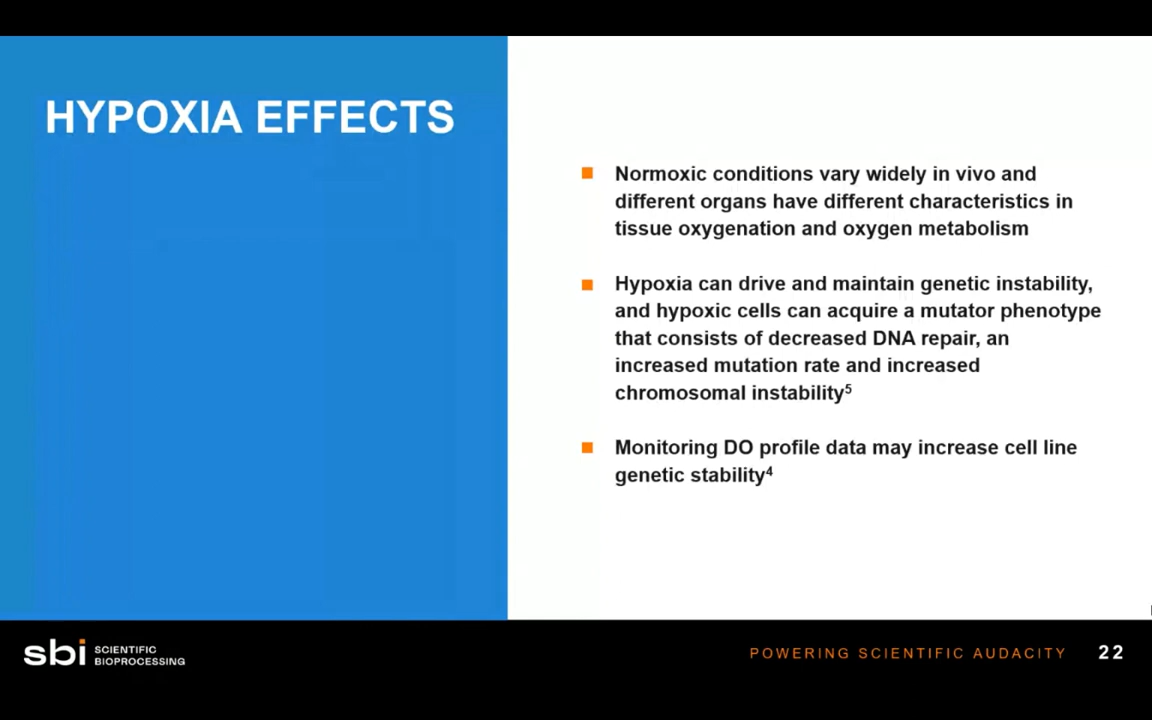 HYPOXIA EFFECTS
■ Normoxic conditions vary widely in vivo and
different organs have different characteristics in
tissue oxygenation and oxygen metabolism
■ Hypoxia can drive and maintain genetic instability,
and hypoxic cells can acquire a mutator phenotype
that consists of decreased DNA repair, an
increased mutation rate and increased
chromosomal instability⁵
■ Monitoring DO profile data may increase cell line
genetic stability⁴
sbi SCIENTIFIC
BIOPROCESSING
POWERING SCIENTIFIC AUDACITY 22